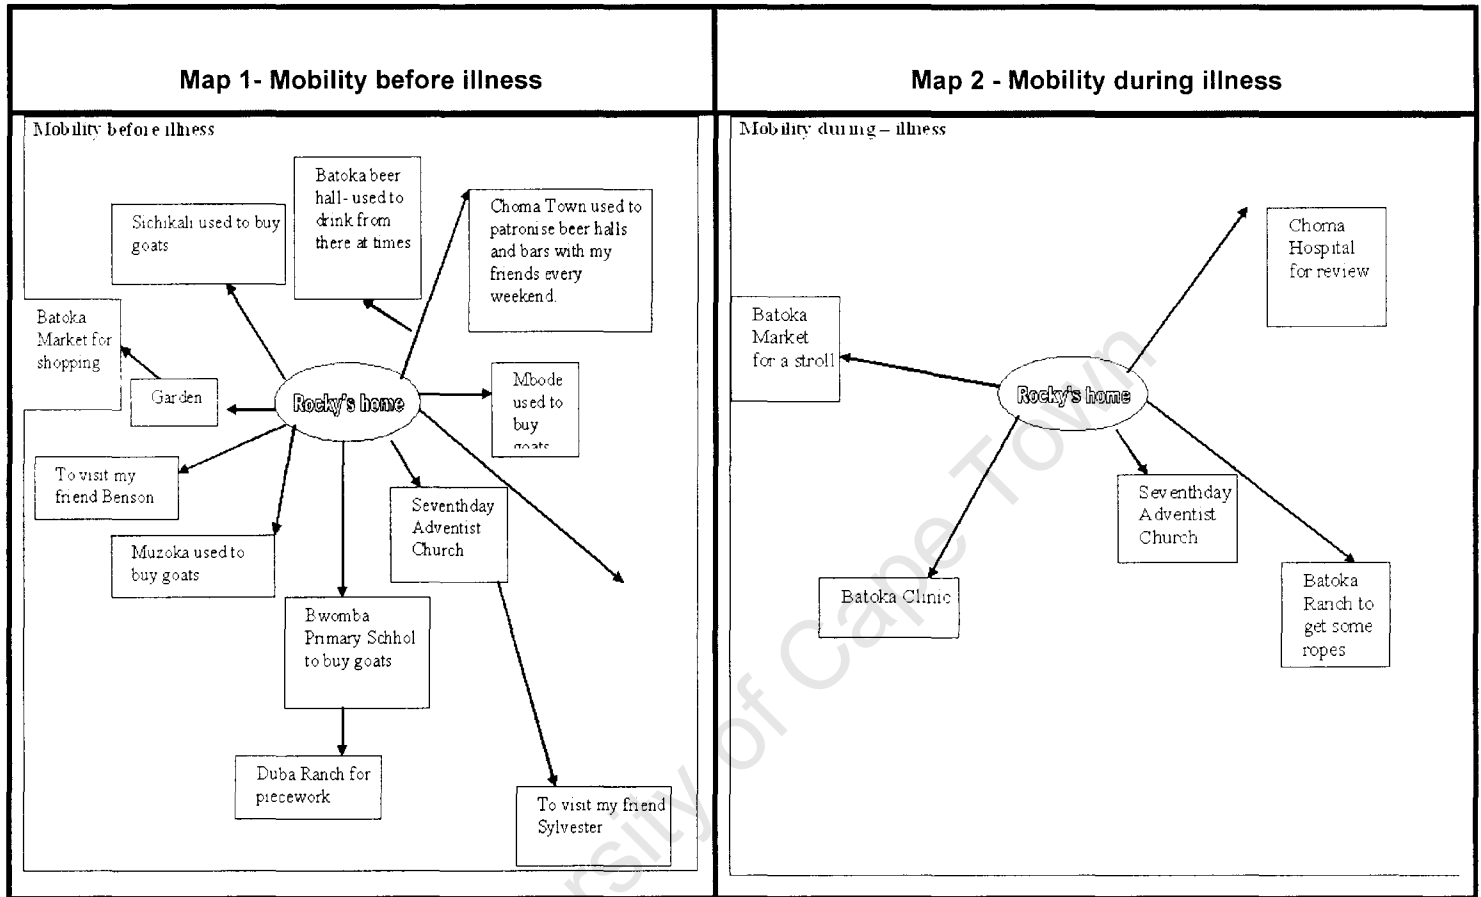 Map 1- Mobility before illness
Mobility before illness
Batoka beer
hall- used to
drink from
there at times
Choma Town used to
patronise beer halls
and bars with my
friends every
weekend.
Sichikali used to buy
goats
Batoka
Market for
shopping
Garden
Rocky's home
Mbode
used to
buy
goats
To visit my
friend Benson
Seventhday
Adventist
Church
Muzoka used to
buy goats
Bwomba
Primary Schhol
to buy goats
Duba Ranch for
piecework
To visit my friend
Sylvester
Map 2 - Mobility during illness
Mobility during – illness
Choma
Hospital
for review
Batoka
Market
for a stroll
Rocky's home
Seventhday
Adventist
Church
Batoka Clinic
Batoka
Ranch to
get some
ropes
rsity of Cape Town